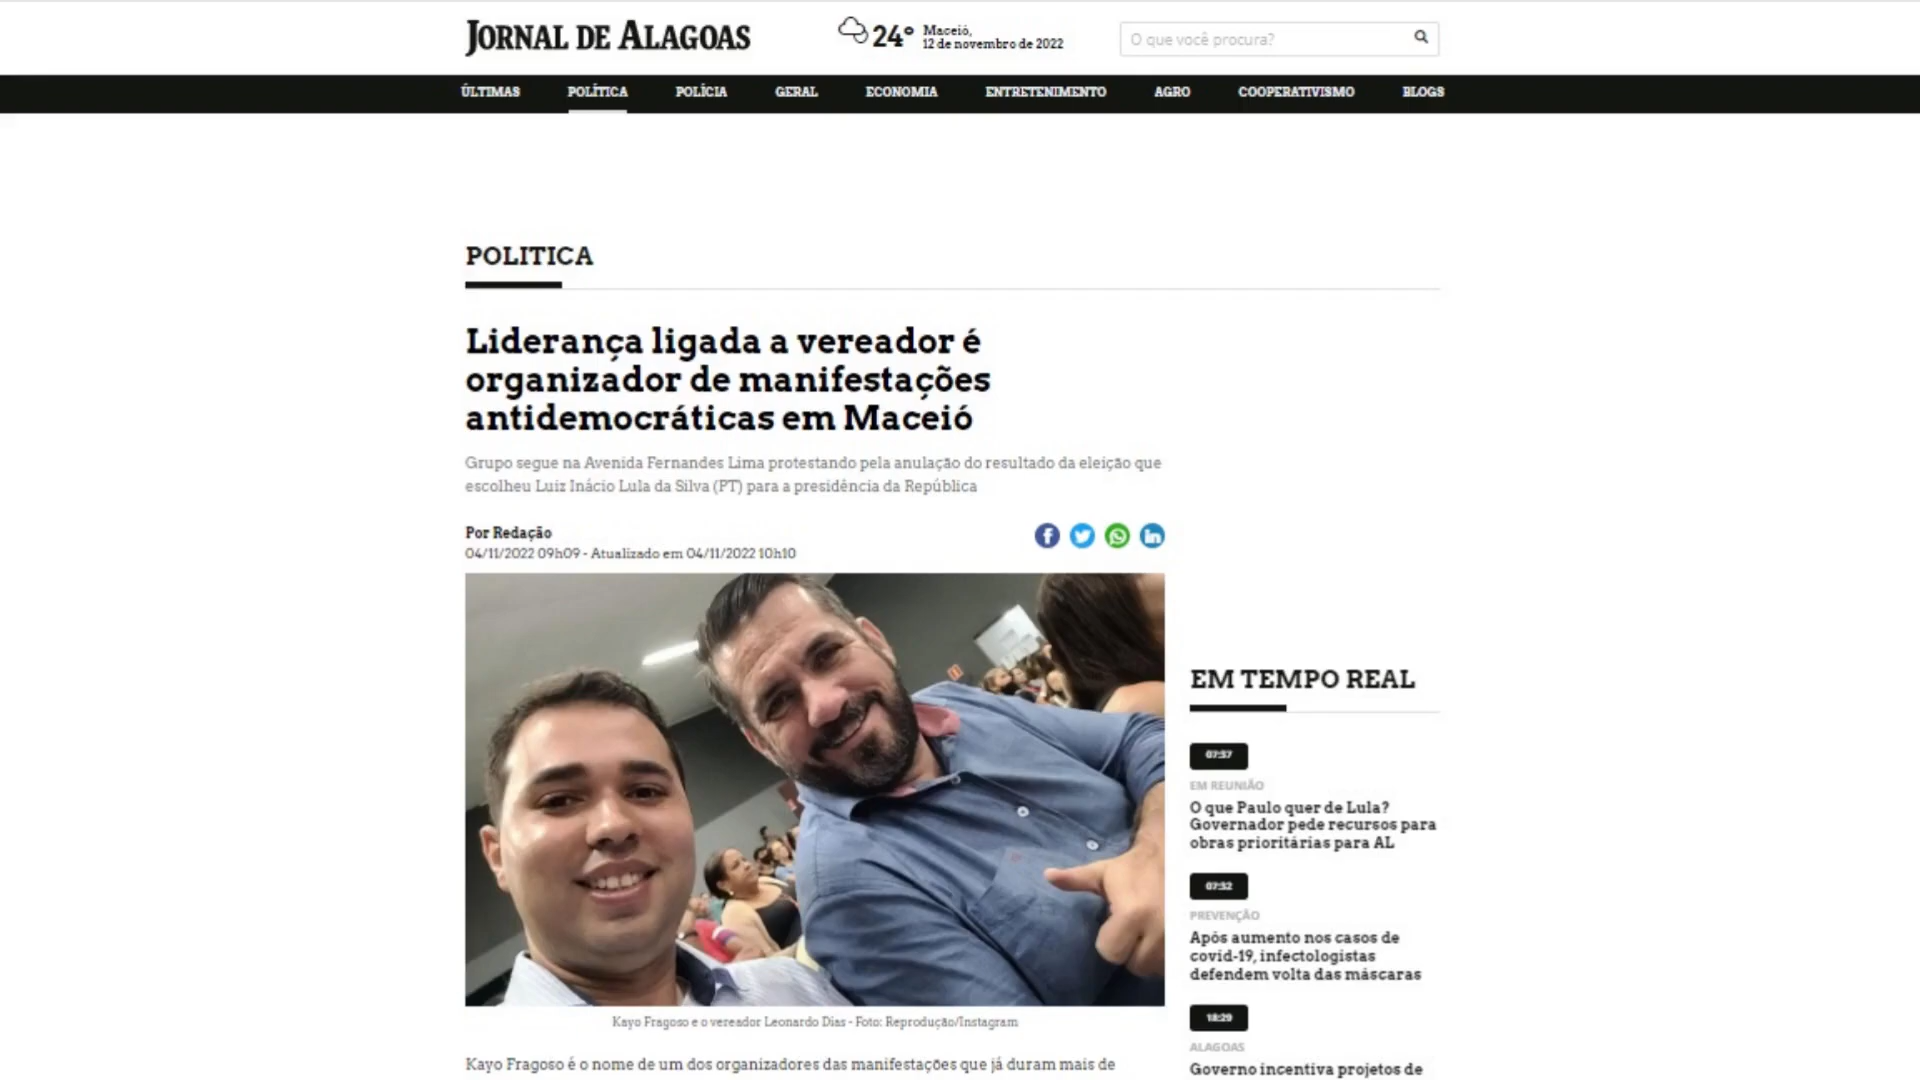 JORNAL DE ALAGOAS
24°
Maceió,
12 de novembro de 2022
O que você procura?
ÚLTIMAS POLÍTICA POLÍCIA GERAL ECONOMIA ENTRETENIMENTO AGRO COOPERATIVISMO BLOGS
POLITICA
Liderança ligada a vereador é
organizador de manifestações
antidemocráticas em Maceió
Grupo segue na Avenida Fernandes Lima protestando pela anulação do resultado da eleição que
escolheu Luiz Inácio Lula da Silva (PT) para a presidência da República
Por Redação
04/11/2022 09h09 - Atualizado em 04/11/2022 10h10
Kayo Fragoso e o vereador Leonardo Dias - Foto: Reprodução/Instagram
Kayo Fragoso é o nome de um dos organizadores das manifestações que já duram mais de
EM TEMPO REAL
07:37
EM REUNIÃO
O que Paulo quer de Lula?
Governador pede recursos para
obras prioritárias para AL
07:32
PREVENÇÃO
Após aumento nos casos de
covid-19, infectologistas
defendem volta das máscaras
18:29
ALAGOAS
Governo incentiva projetos de